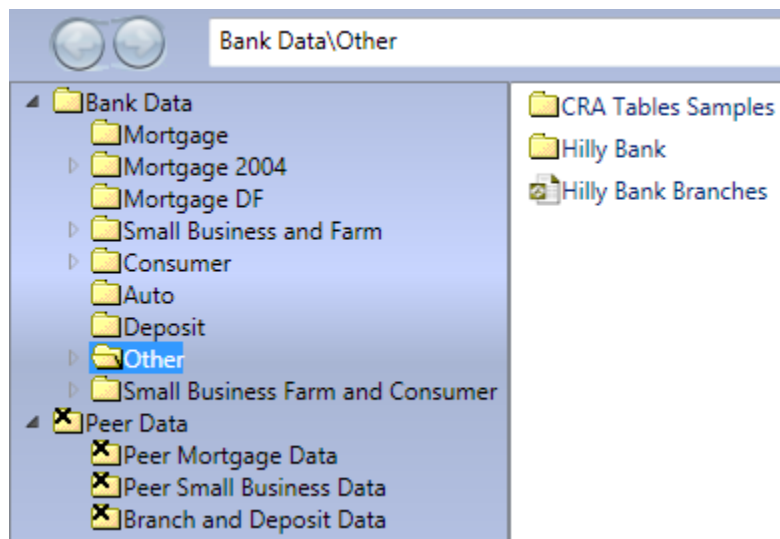 Bank Data\Other
Bank Data
Mortgage
Mortgage 2004
Mortgage DF
Small Business and Farm
Consumer
Auto
Deposit
Other
Small Business Farm and Consumer
Peer Data
Peer Mortgage Data
Peer Small Business Data
Branch and Deposit Data
CRA Tables Samples
Hilly Bank
Hilly Bank Branches